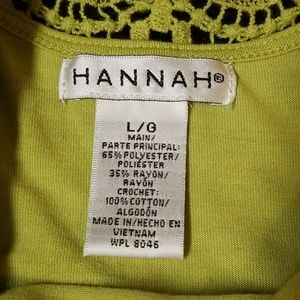 HANNAH®
L/G
MAIN/
PARTE PRINCIPAL:
65% POLYESTER/
POLIÉSTER
35% RAYON/
RAYÓN
CROCHET:
100% COTTON/
ALGODÓN
MADE IN/HECHO EN
VIETNAM
WPL 8046